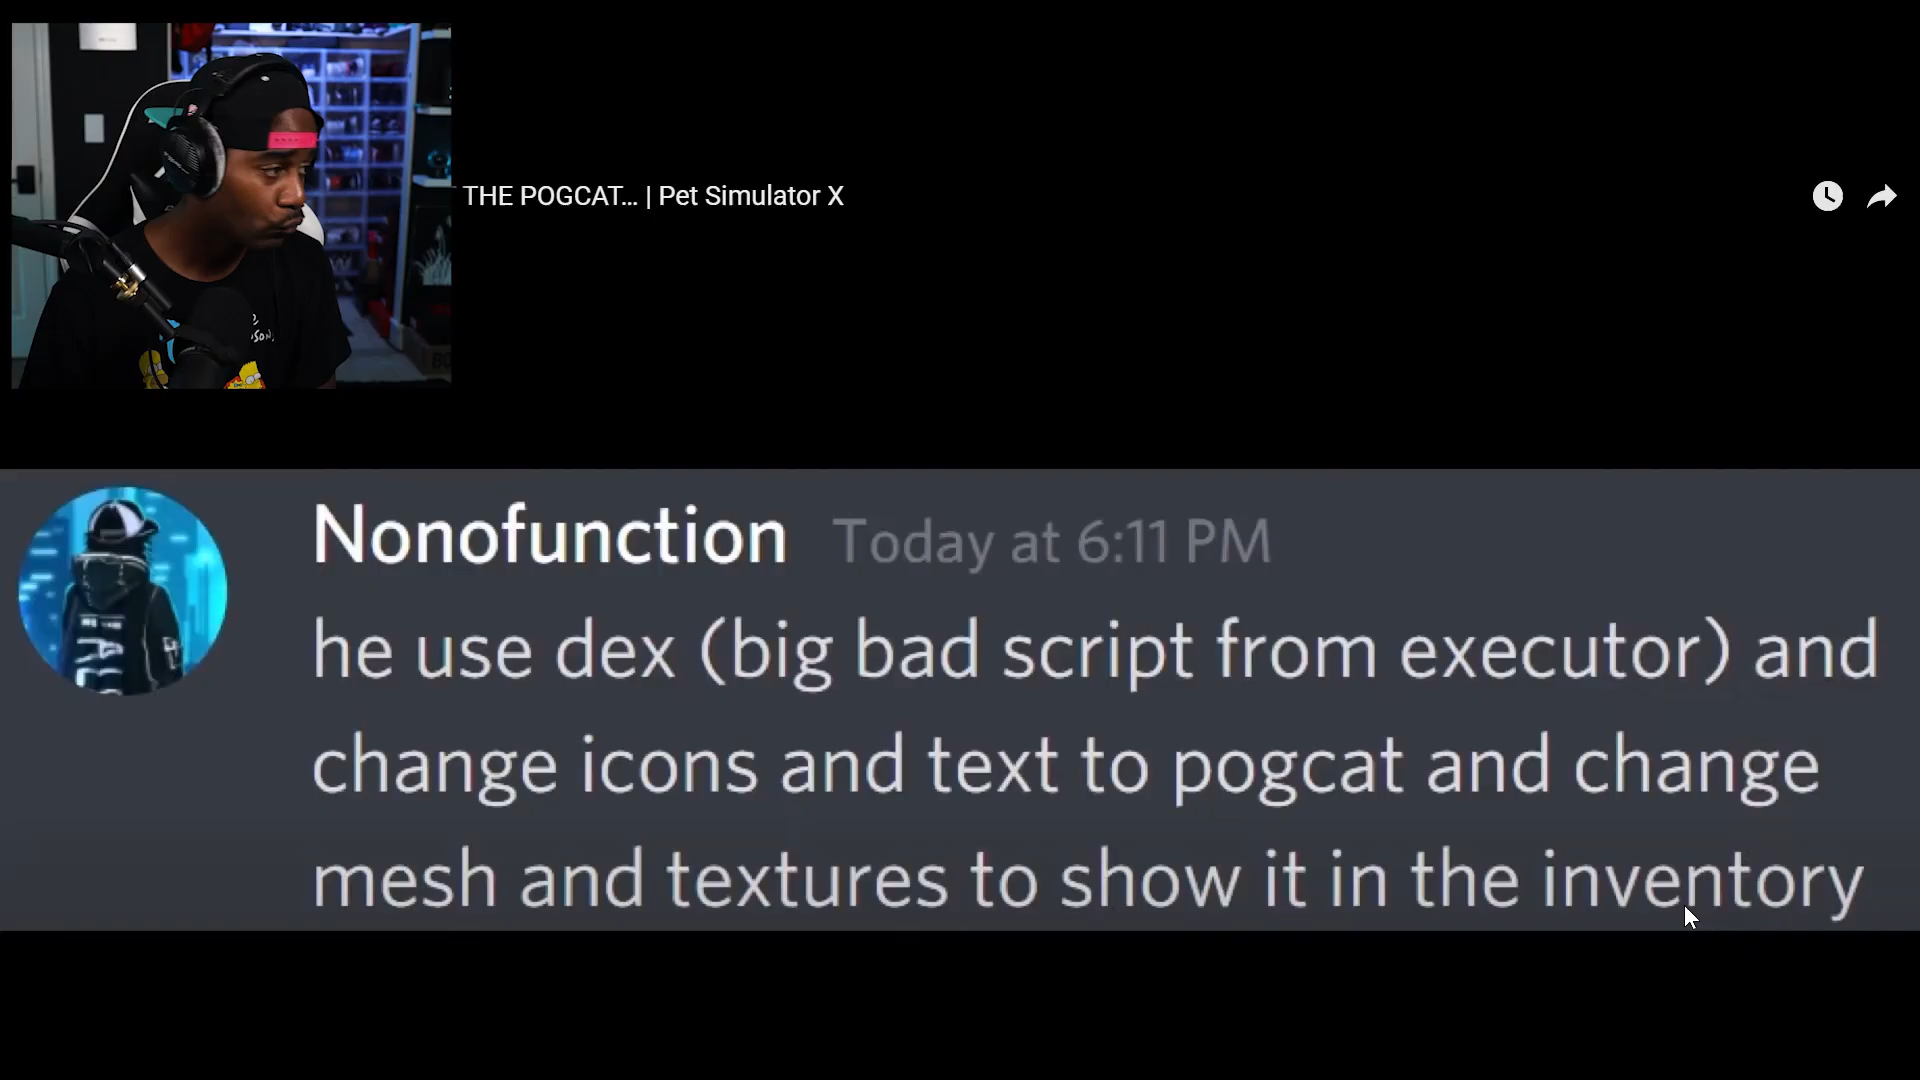 THE POGCAT... | Pet Simulator X
Nonofunction Today at 6:11 PM
he use dex (big bad script from executor) and
change icons and text to pogcat and change
mesh and textures to show it in the inventory